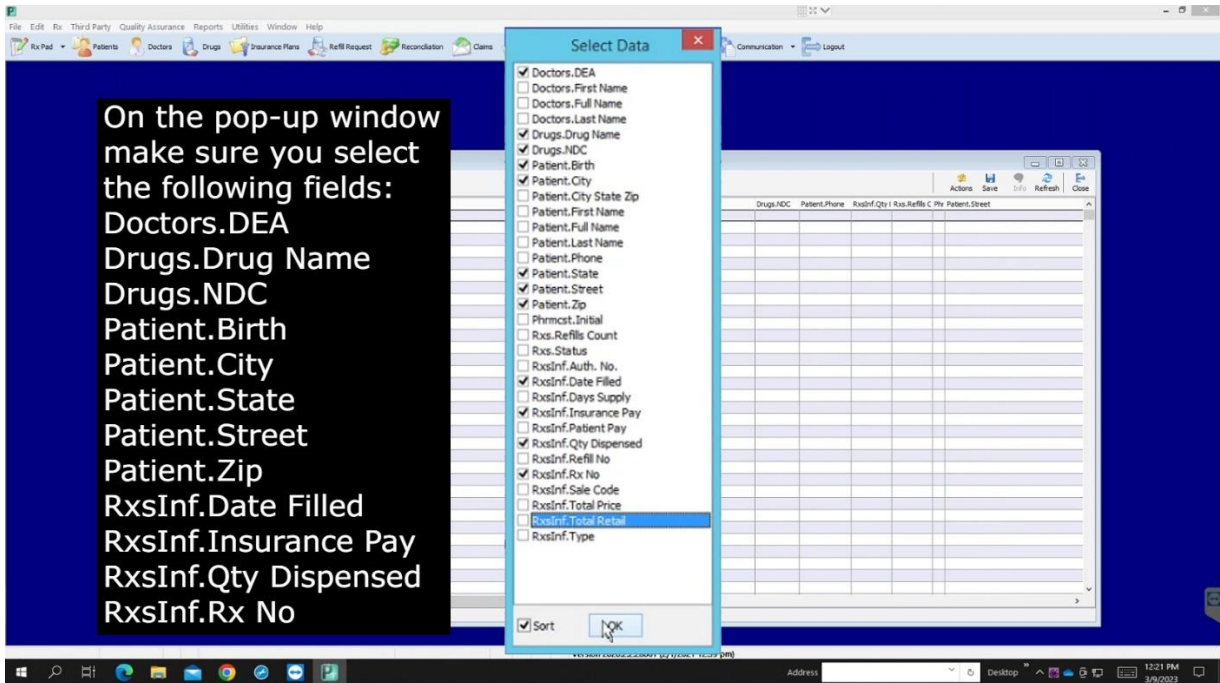 File Edit Rx Third Party Quality Assurance Reports Utilities Window Help
Rx Pad Patients Doctors Drugs Insurance Plans Refill Request Reconciliation Claims Communication Logout
On the pop-up window
make sure you select
the following fields:
Doctors.DEA
Drugs.Drug Name
Drugs.NDC
Patient.Birth
Patient.City
Patient.State
Patient.Street
Patient.Zip
RxsInf.Date Filled
RxsInf.Insurance Pay
RxsInf.Qty Dispensed
RxsInf.Rx No
Select Data
Doctors.DEA
Doctors.First Name
Doctors.Full Name
Doctors.Last Name
Drugs.Drug Name
Drugs.NDC
Patient.Birth
Patient.City
Patient.City State Zip
Patient.First Name
Patient.Full Name
Patient.Last Name
Patient.Phone
Patient.State
Patient.Street
Patient.Zip
Phrmcst.Initial
Rxs.Refills Count
Rxs.Status
RxsInf.Auth. No.
RxsInf.Date Filled
RxsInf.Days Supply
RxsInf.Insurance Pay
RxsInf.Patient Pay
RxsInf.Qty Dispensed
RxsInf.Refill No
RxsInf.Rx No
RxsInf.Sale Code
RxsInf.Total Price
RxsInf.Total Retail
RxsInf.Type
Sort OK
Actions Save Info Refresh Close
Drugs.NDC Patient.Phone RxsInf.Qty I Rxs.Refills C Phr Patient.Street
Address Desktop 12:21 PM
3/9/2023